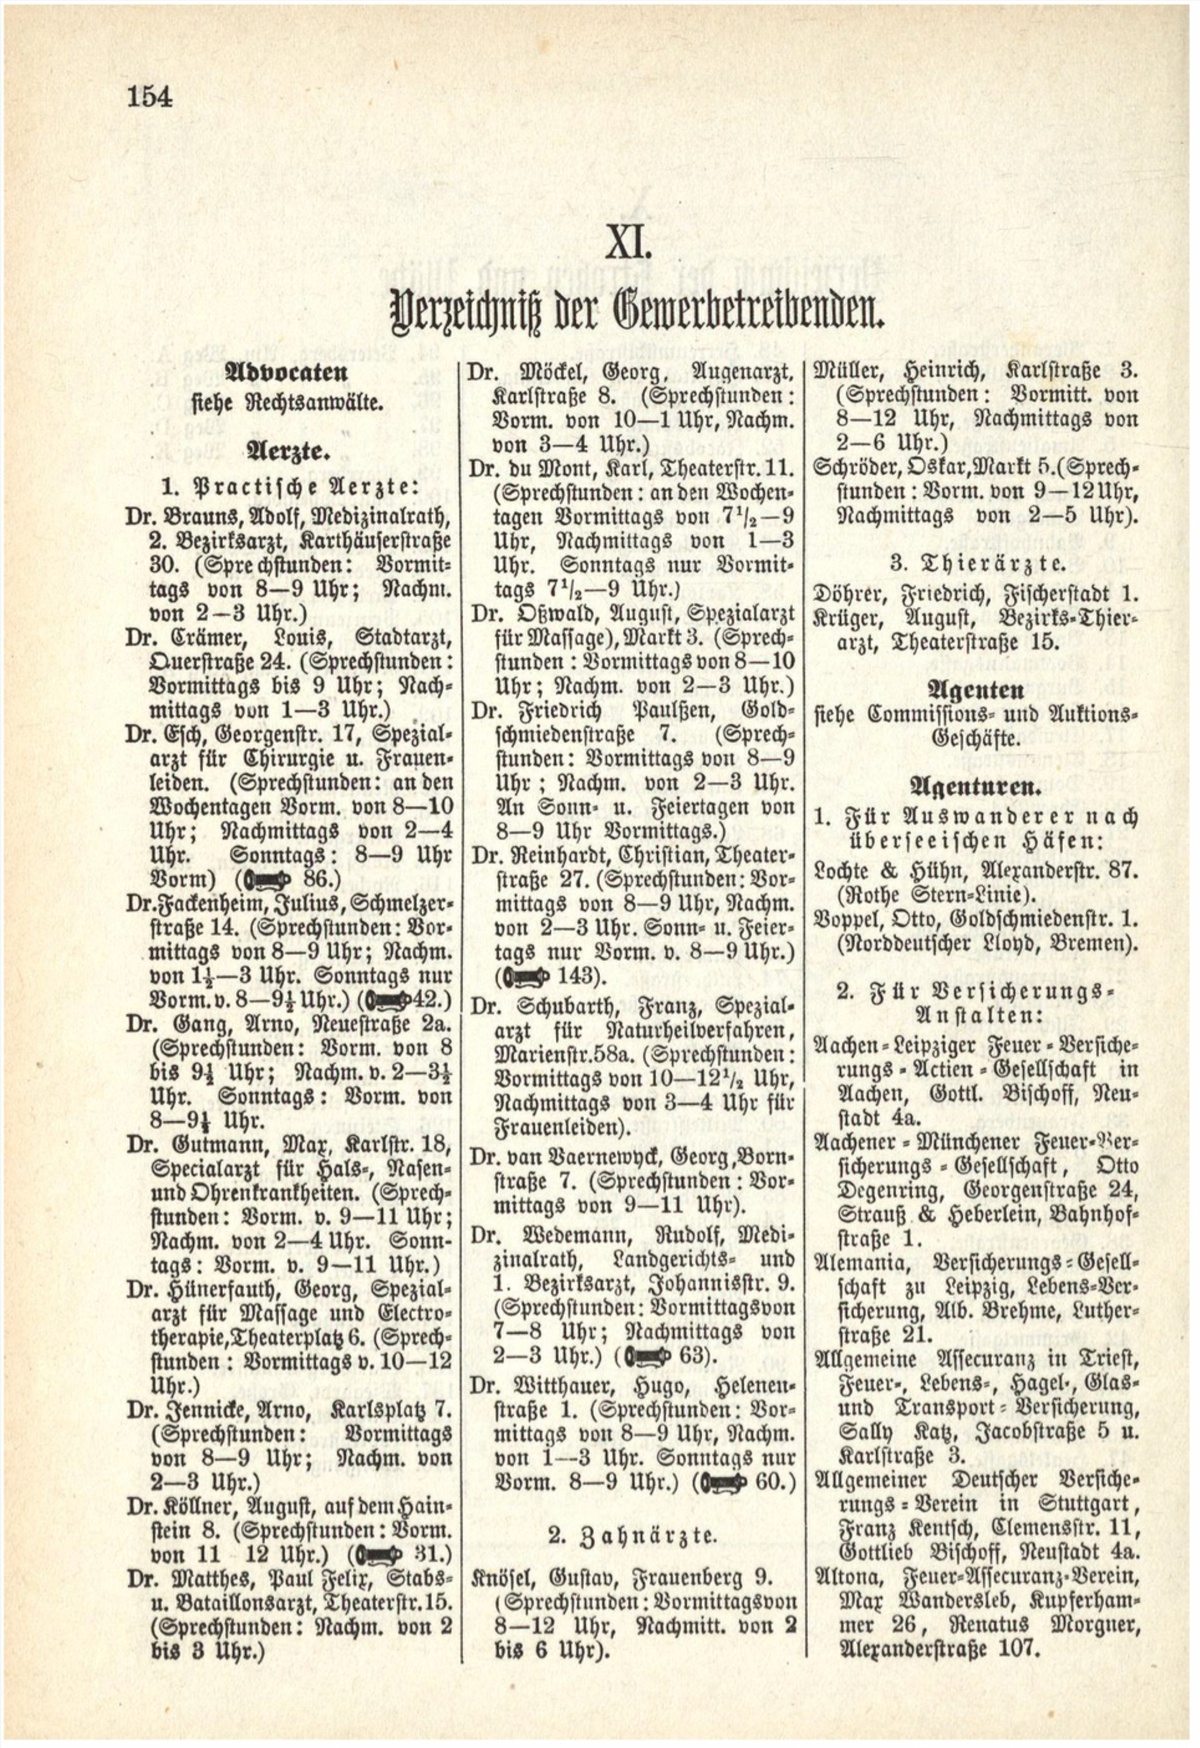 154
XI.
Verzeichniß der Gewerbetreibenden.
Advocaten
siehe Rechtsanwälte.
Aerzte.
1. Practische Aerzte:
Dr. Brauns, Adolf, Medizinalrath,
2. Bezirksarzt, Karthäuserstraße
30. (Sprechstunden: Vormit-
tags von 8—9 Uhr; Nachm.
von 2—3 Uhr.)
Dr. Crämer, Louis, Stadtarzt,
Querstraße 24. (Sprechstunden:
Vormittags bis 9 Uhr; Nach-
mittags von 1—3 Uhr.)
Dr. Esch, Georgenstr. 17, Spezial-
arzt für Chirurgie u. Frauen-
leiden. (Sprechstunden: an den
Wochentagen Vorm. von 8—10
Uhr; Nachmittags von 2—4
Uhr. Sonntags: 8—9 Uhr
Vorm) ( 86.)
Dr. Fackenheim, Julius, Schmelzer-
straße 14. (Sprechstunden: Vor-
mittags von 8—9 Uhr; Nachm.
von 1½—3 Uhr. Sonntags nur
Vorm. v. 8—9½ Uhr.) ( 42.)
Dr. Gang, Arno, Neuestraße 2a.
(Sprechstunden: Vorm. von 8
bis 9½ Uhr; Nachm. v. 2—3½
Uhr. Sonntags: Vorm. von
8—9½ Uhr.
Dr. Gutmann, Max, Karlstr. 18,
Specialarzt für Hals-, Nasen-
und Ohrenkrankheiten. (Sprech-
stunden: Vorm. v. 9—11 Uhr;
Nachm. von 2—4 Uhr. Sonn-
tags: Vorm. v. 9—11 Uhr.)
Dr. Hünerfauth, Georg, Spezial-
arzt für Massage und Electro-
therapie, Theaterplatz 6. (Sprech-
stunden: Vormittags v. 10—12
Uhr.)
Dr. Jennicke, Arno, Karlsplatz 7.
(Sprechstunden: Vormittags
von 8—9 Uhr; Nachm. von
2—3 Uhr.)
Dr. Köllner, August, auf dem Hain-
stein 8. (Sprechstunden: Vorm.
von 11 12 Uhr.) ( 31.)
Dr. Matthes, Paul Felix, Stabs-
u. Bataillonsarzt, Theaterstr. 15.
(Sprechstunden: Nachm. von 2
bis 3 Uhr.)
Dr. Möckel, Georg, Augenarzt,
Karlstraße 8. (Sprechstunden:
Vorm. von 10—1 Uhr, Nachm.
von 3—4 Uhr.)
Dr. du Mont, Karl, Theaterstr. 11.
(Sprechstunden: an den Wochen-
tagen Vormittags von 7½—9
Uhr, Nachmittags von 1—3
Uhr. Sonntags nur Vormit-
tags 7½—9 Uhr.)
Dr. Oßwald, August, Spezialarzt
für Massage), Markt 3. (Sprech-
stunden: Vormittags von 8—10
Uhr; Nachm. von 2—3 Uhr.)
Dr. Friedrich Paulßen, Gold-
schmiedenstraße 7. (Sprech-
stunden: Vormittags von 8—9
Uhr; Nachm. von 2—3 Uhr.
An Sonn- u. Feiertagen von
8—9 Uhr Vormittags.)
Dr. Reinhardt, Christian, Theater-
straße 27. (Sprechstunden: Vor-
mittags von 8—9 Uhr, Nachm.
von 2—3 Uhr. Sonn- u. Feier-
tags nur Vorm. v. 8—9 Uhr.)
( 143).
Dr. Schubarth, Franz, Spezial-
arzt für Naturheilverfahren,
Marienstr. 58a. (Sprechstunden:
Vormittags von 10—12½ Uhr,
Nachmittags von 3—4 Uhr für
Frauenleiden).
Dr. van Vaernewyck, Georg, Born-
straße 7. (Sprechstunden: Vor-
mittags von 9—11 Uhr).
Dr. Wedemann, Rudolf, Medi-
zinalrath, Landgerichts- und
1. Bezirksarzt, Johannisstr. 9.
(Sprechstunden: Vormittags von
7—8 Uhr; Nachmittags von
2—3 Uhr.) ( 63).
Dr. Witthauer, Hugo, Helenen-
straße 1. (Sprechstunden: Vor-
mittags von 8—9 Uhr, Nachm.
von 1—3 Uhr. Sonntags nur
Vorm. 8—9 Uhr.) ( 60.)
2. Zahnärzte.
Knösel, Gustav, Frauenberg 9.
(Sprechstunden: Vormittags von
8—12 Uhr, Nachmitt. von 2
bis 6 Uhr).
Müller, Heinrich, Karlstraße 3.
(Sprechstunden: Vormitt. von
8—12 Uhr, Nachmittags von
2—6 Uhr.)
Schröder, Oskar, Markt 5. (Sprech-
stunden: Vorm. von 9—12 Uhr,
Nachmittags von 2—5 Uhr).
3. Thierärzte.
Döhrer, Friedrich, Fischerstadt 1.
Krüger, August, Bezirks-Thier-
arzt, Theaterstraße 15.
Agenten
siehe Commissions- und Auktions-
Geschäfte.
Agenturen.
1. Für Auswanderer nach
überseeischen Häfen:
Lochte & Hühn, Alexanderstr. 87.
(Rothe Stern-Linie).
Voppel, Otto, Goldschmiedenstr. 1.
(Norddeutscher Lloyd, Bremen).
2. Für Versicherungs-
Anstalten:
Aachen-Leipziger Feuer-Versiche-
rungs-Actien-Gesellschaft in
Aachen, Gottl. Bischoff, Neu-
stadt 4a.
Aachener-Münchener Feuer-Ver-
sicherungs-Gesellschaft, Otto
Degenring, Georgenstraße 24,
Strauß & Heberlein, Bahnhof-
straße 1.
Alemania, Versicherungs-Gesell-
schaft zu Leipzig, Lebens-Ver-
sicherung, Alb. Brehme, Luther-
straße 21.
Allgemeine Assecuranz in Triest,
Feuer-, Lebens-, Hagel-, Glas-
und Transport-Versicherung,
Sally Katz, Jacobstraße 5 u.
Karlstraße 3.
Allgemeiner Deutscher Versiche-
rungs-Verein in Stuttgart,
Franz Kentsch, Clemensstr. 11,
Gottlieb Bischoff, Neustadt 4a.
Altona, Feuer-Assecuranz-Verein,
Max Wandersleb, Kupferham-
mer 26, Renatus Morgner,
Alexanderstraße 107.